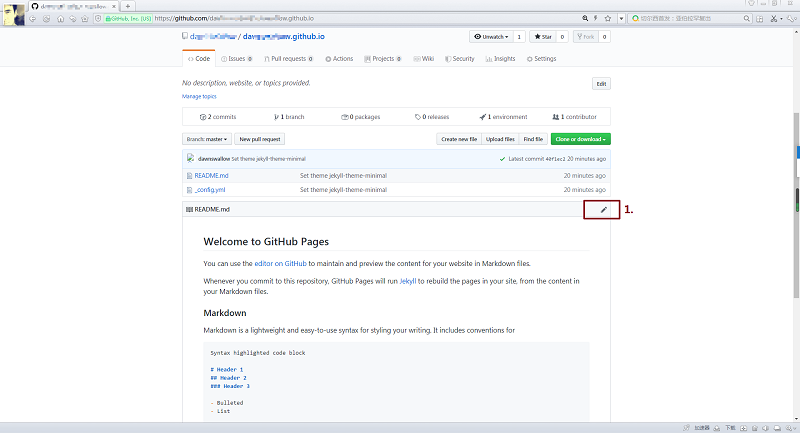 GitHub, Inc. [US]
https://github.com/da .github.io
da / da aw.github.io
Unwatch 1 Star 0 Fork 0
Code Issues 0 Pull requests 0 Actions Projects 0 Wiki Security Insights Settings
No description, website, or topics provided. Edit
Manage topics
2 commits 1 branch 0 packages 0 releases 1 environment 1 contributor
Branch: master New pull request Create new file Upload files Find file Clone or download
dawnswallow Set theme jekyll-theme-minimal Latest commit 20 minutes ago
README.md Set theme jekyll-theme-minimal 20 minutes ago
_config.yml Set theme jekyll-theme-minimal 20 minutes ago
README.md 1.
Welcome to GitHub Pages
You can use the editor on GitHub to maintain and preview the content for your website in Markdown files.
Whenever you commit to this repository, GitHub Pages will run Jekyll to rebuild the pages in your site, from the content
in your Markdown files.
Markdown
Markdown is a lightweight and easy-to-use syntax for styling your writing. It includes conventions for
Syntax highlighted code block
# Header 1
## Header 2
### Header 3
- Bulleted
- List
加速器 下载